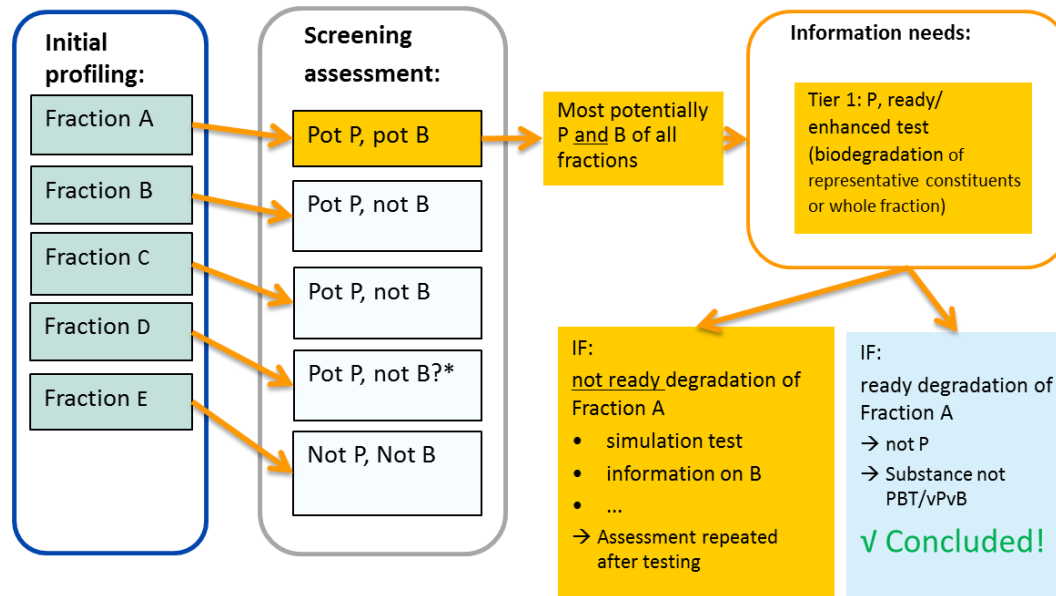 Initial
profiling:
Fraction A
Fraction B
Fraction C
Fraction D
Fraction E
Screening
assessment:
Pot P, pot B
Pot P, not B
Pot P, not B
Pot P, not B?*
Not P, Not B
Most potentially
P and B of all
fractions
Information needs:
Tier 1: P, ready/
enhanced test
(biodegradation of
representative constituents
or whole fraction)
IF:
not ready degradation of
Fraction A
• simulation test
• information on B
• ...
→ Assessment repeated
after testing
IF:
ready degradation of
Fraction A
→ not P
→ Substance not
PBT/vPvB
√ Concluded!